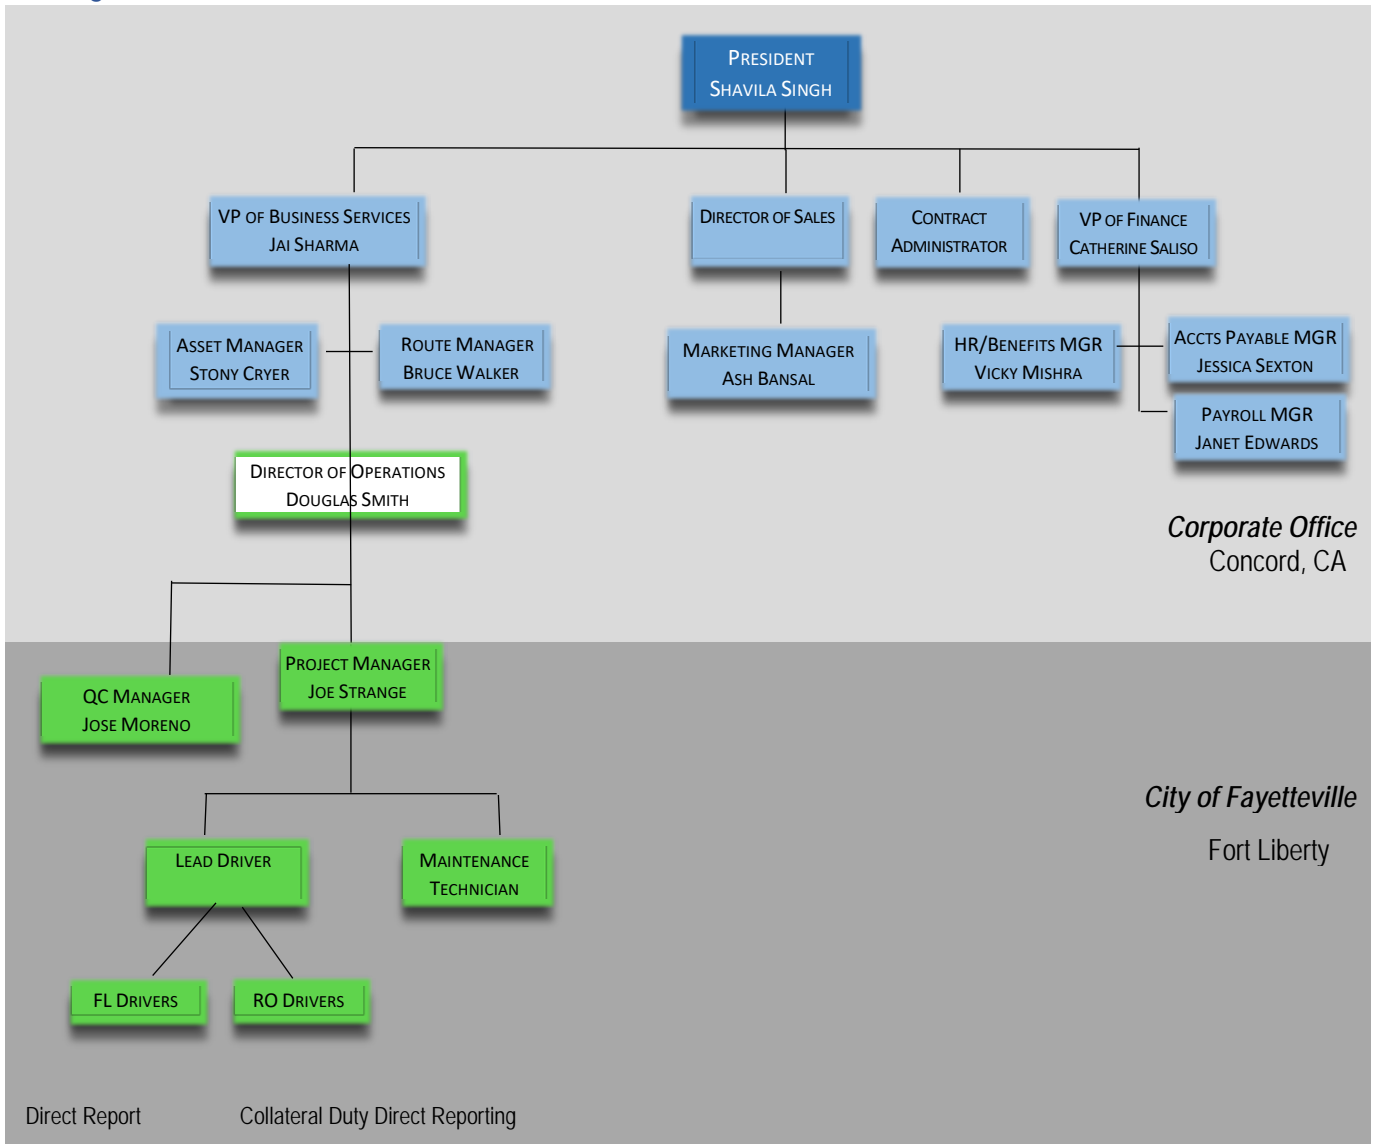 PRESIDENT
SHAVILA SINGH
VP OF BUSINESS SERVICES
JAI SHARMA
DIRECTOR OF SALES
CONTRACT
ADMINISTRATOR
VP OF FINANCE
CATHERINE SALISO
ASSET MANAGER
STONY CRYER
ROUTE MANAGER
BRUCE WALKER
MARKETING MANAGER
ASH BANSAL
HR/BENEFITS MGR
VICKY MISHRA
ACCTS PAYABLE MGR
JESSICA SEXTON
PAYROLL MGR
JANET EDWARDS
DIRECTOR OF OPERATIONS
DOUGLAS SMITH
Corporate Office
Concord, CA
PROJECT MANAGER
JOE STRANGE
QC MANAGER
JOSE MORENO
City of Fayetteville
Fort Liberty
LEAD DRIVER
MAINTENANCE
TECHNICIAN
FL DRIVERS
RO DRIVERS
Direct Report
Collateral Duty Direct Reporting